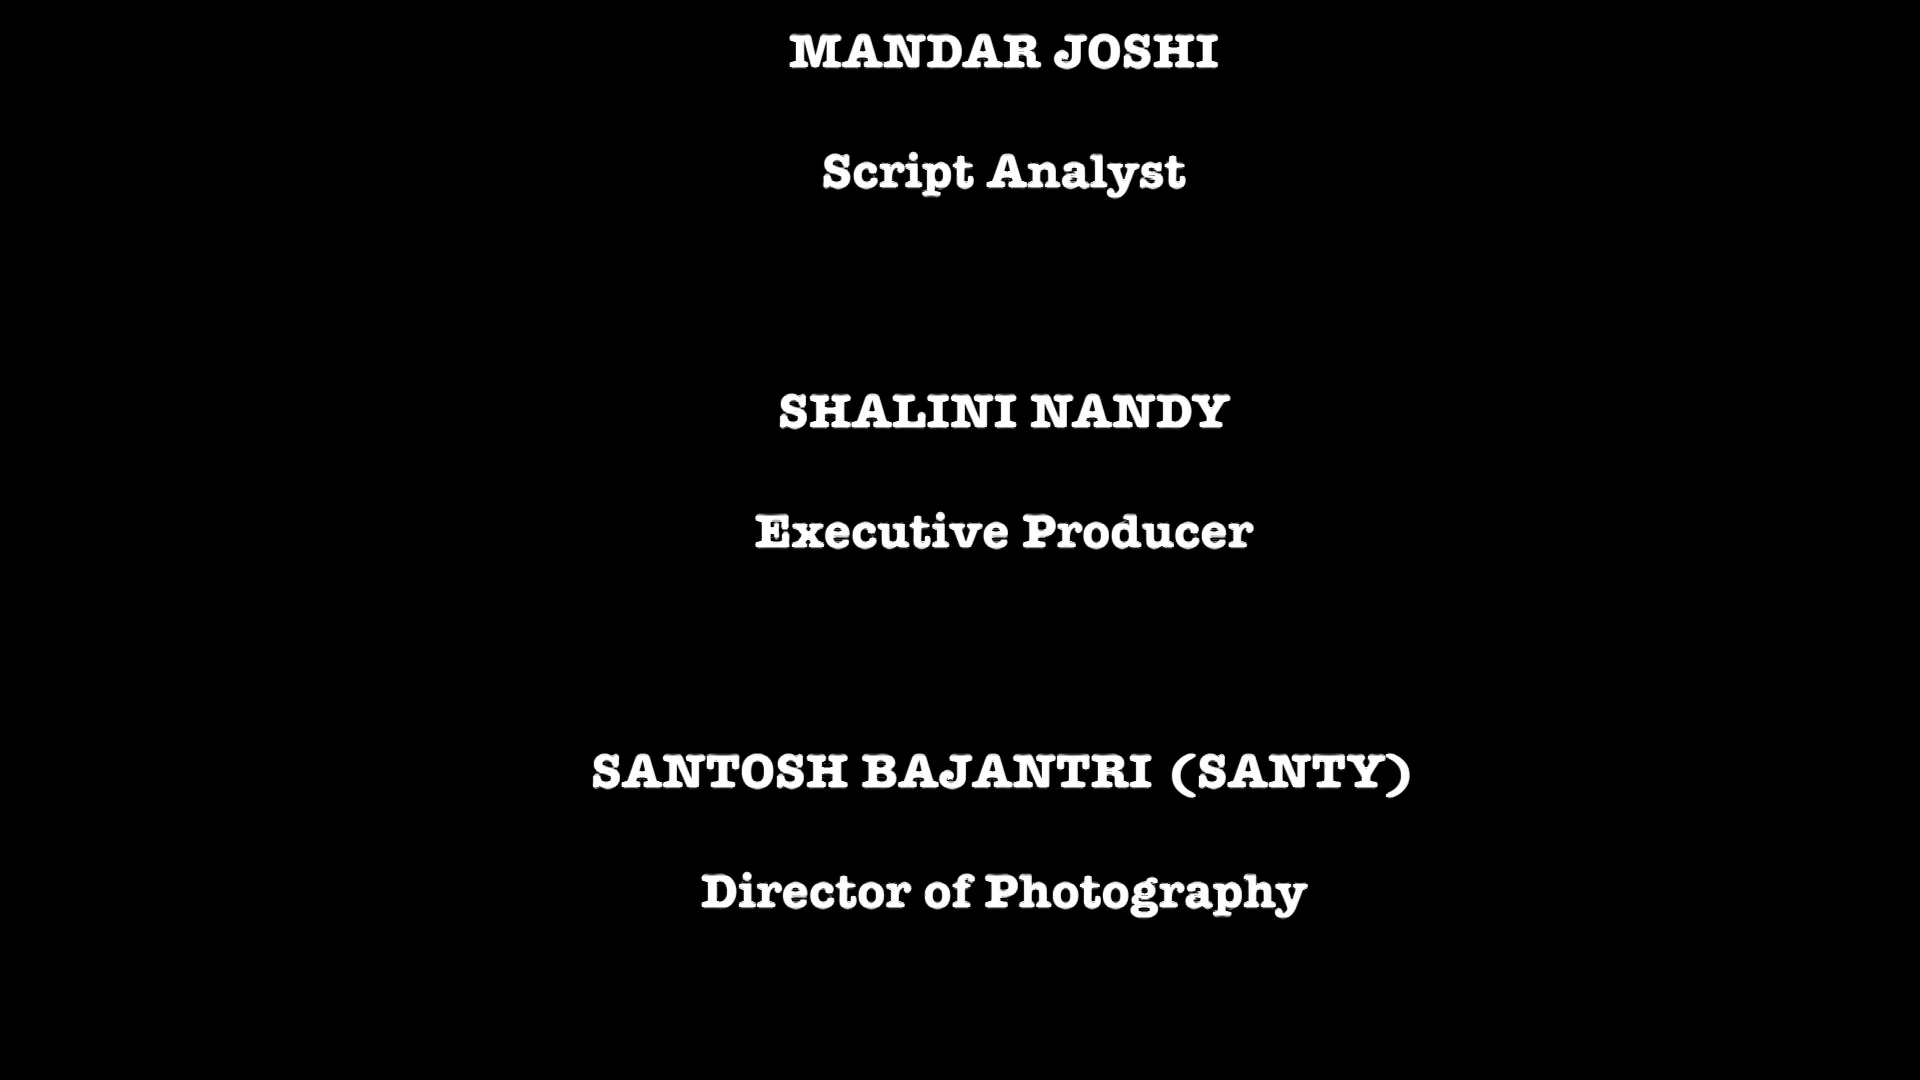 MANDAR JOSHI
Script Analyst
SHALINI NANDY
Executive Producer
SANTOSH BAJANTRI (SANTY)
Director of Photography